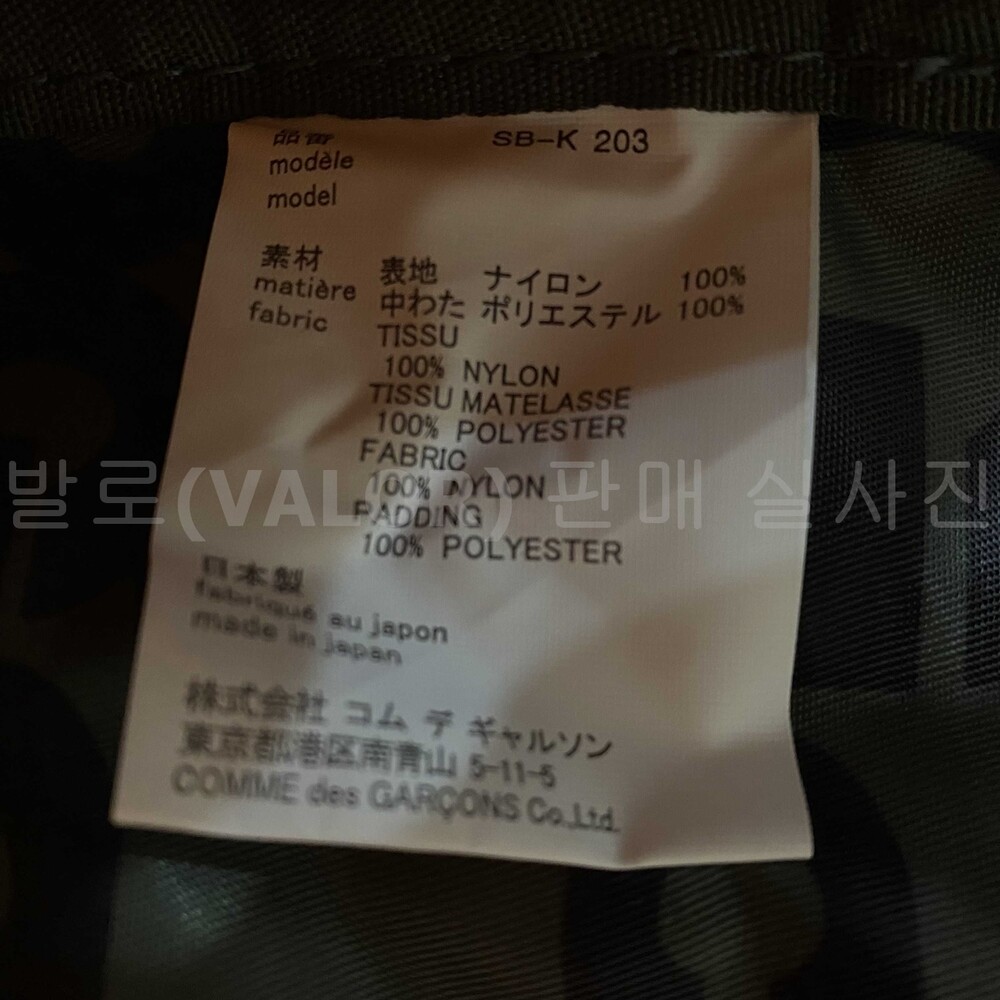 品番 SB-K 203
modèle
model
素材 表地 ナイロン 100%
matière 中わた ポリエステル 100%
fabric TISSU
100% NYLON
TISSU MATELASSE
100% POLYESTER
FABRIC
100% NYLON
PADDING
100% POLYESTER
발로(VALO) 판매 실사진
日本製
fabriqué au japon
made in japan
株式会社 コム デ ギャルソン
東京都港区南青山 5-11-5
COMME des GARÇONS Co.,Ltd.